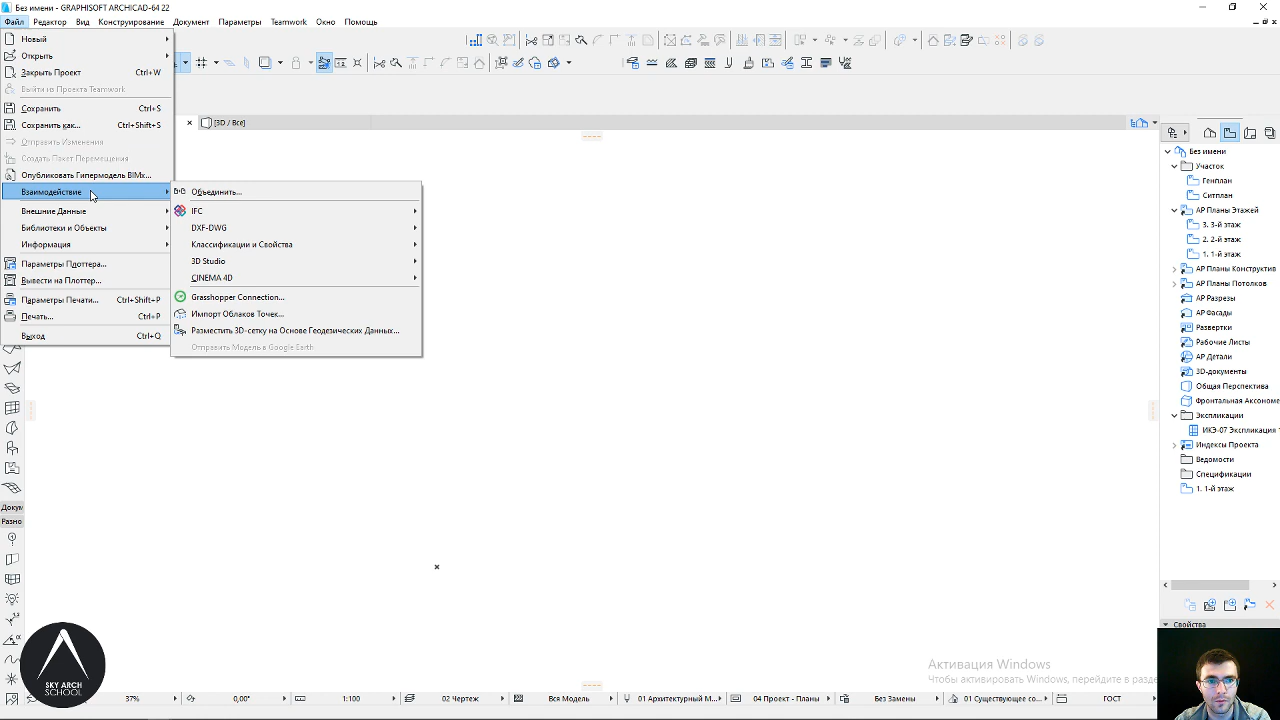 Без имени - GRAPHISOFT ARCHICAD-64 22
Файл Редактор Вид Конструирование Документ Параметры Teamwork Окно Помощь
Новый
Открыть
Закрыть Проект Ctrl+W
Выйти из Проекта Teamwork
Сохранить Ctrl+S
Сохранить как... Ctrl+Shift+S
Отправить Изменения
Создать Пакет Перемещения
Опубликовать Гипермодель BIMx...
Взаимодействие
Внешние Данные
Библиотеки и Объекты
Информация
Параметры Плоттера...
Вывести на Плоттер...
Параметры Печати... Ctrl+Shift+P
Печать... Ctrl+P
Выход Ctrl+Q
Объединить...
IFC
DXF-DWG
Классификации и Свойства
3D Studio
CINEMA 4D
Grasshopper Connection...
Импорт Облаков Точек...
Разместить 3D-сетку на Основе Геодезических Данных...
Отправить Модель в Google Earth
[3D / Все]
Без имени
Участок
Генплан
Ситплан
АР Планы Этажей
3. 3-й этаж
2. 2-й этаж
1. 1-й этаж
АР Планы Конструктив
АР Планы Потолков
АР Разрезы
АР Фасады
Развертки
Рабочие Листы
АР Детали
3D-документы
Общая Перспектива
Фронтальная Аксономе
Экспликации
ИКЭ-07 Экспликация 1
Индексы Проекта
Ведомости
Спецификации
1. 1-й этаж
Свойства
Докум
Разно
SKY ARCH
SCHOOL
Активация Windows
Чтобы активировать Windows, перейдите в разде
37% 0,00° 1:100 02 Чертеж Вся Модель 01 Архитектурный М... 04 Проект - Планы Без Замены 01 Существующее со... ГОСТ